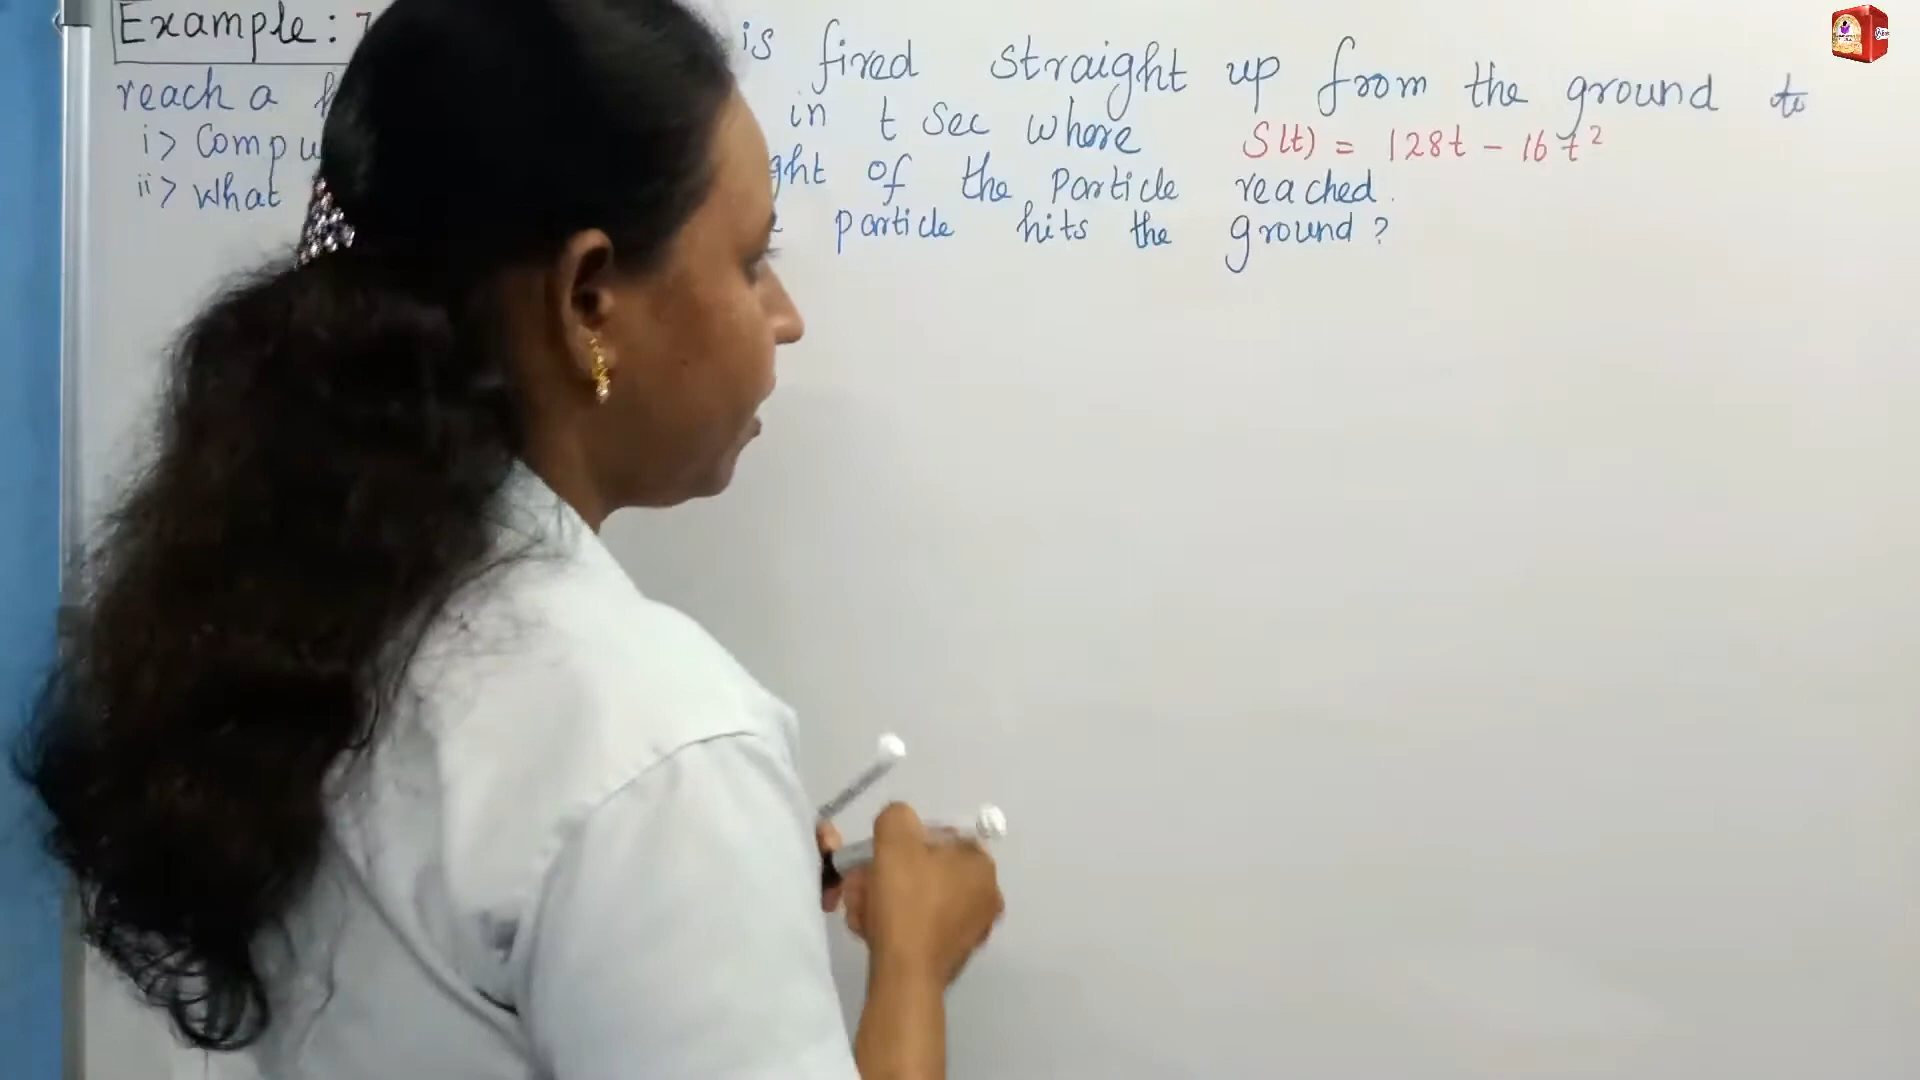 Example: 7 is fired straight up from the ground to
reach a in t sec where S(t) = 128t - 16t²
i> Compu ght of the particle reached.
ii> what particle hits the ground?